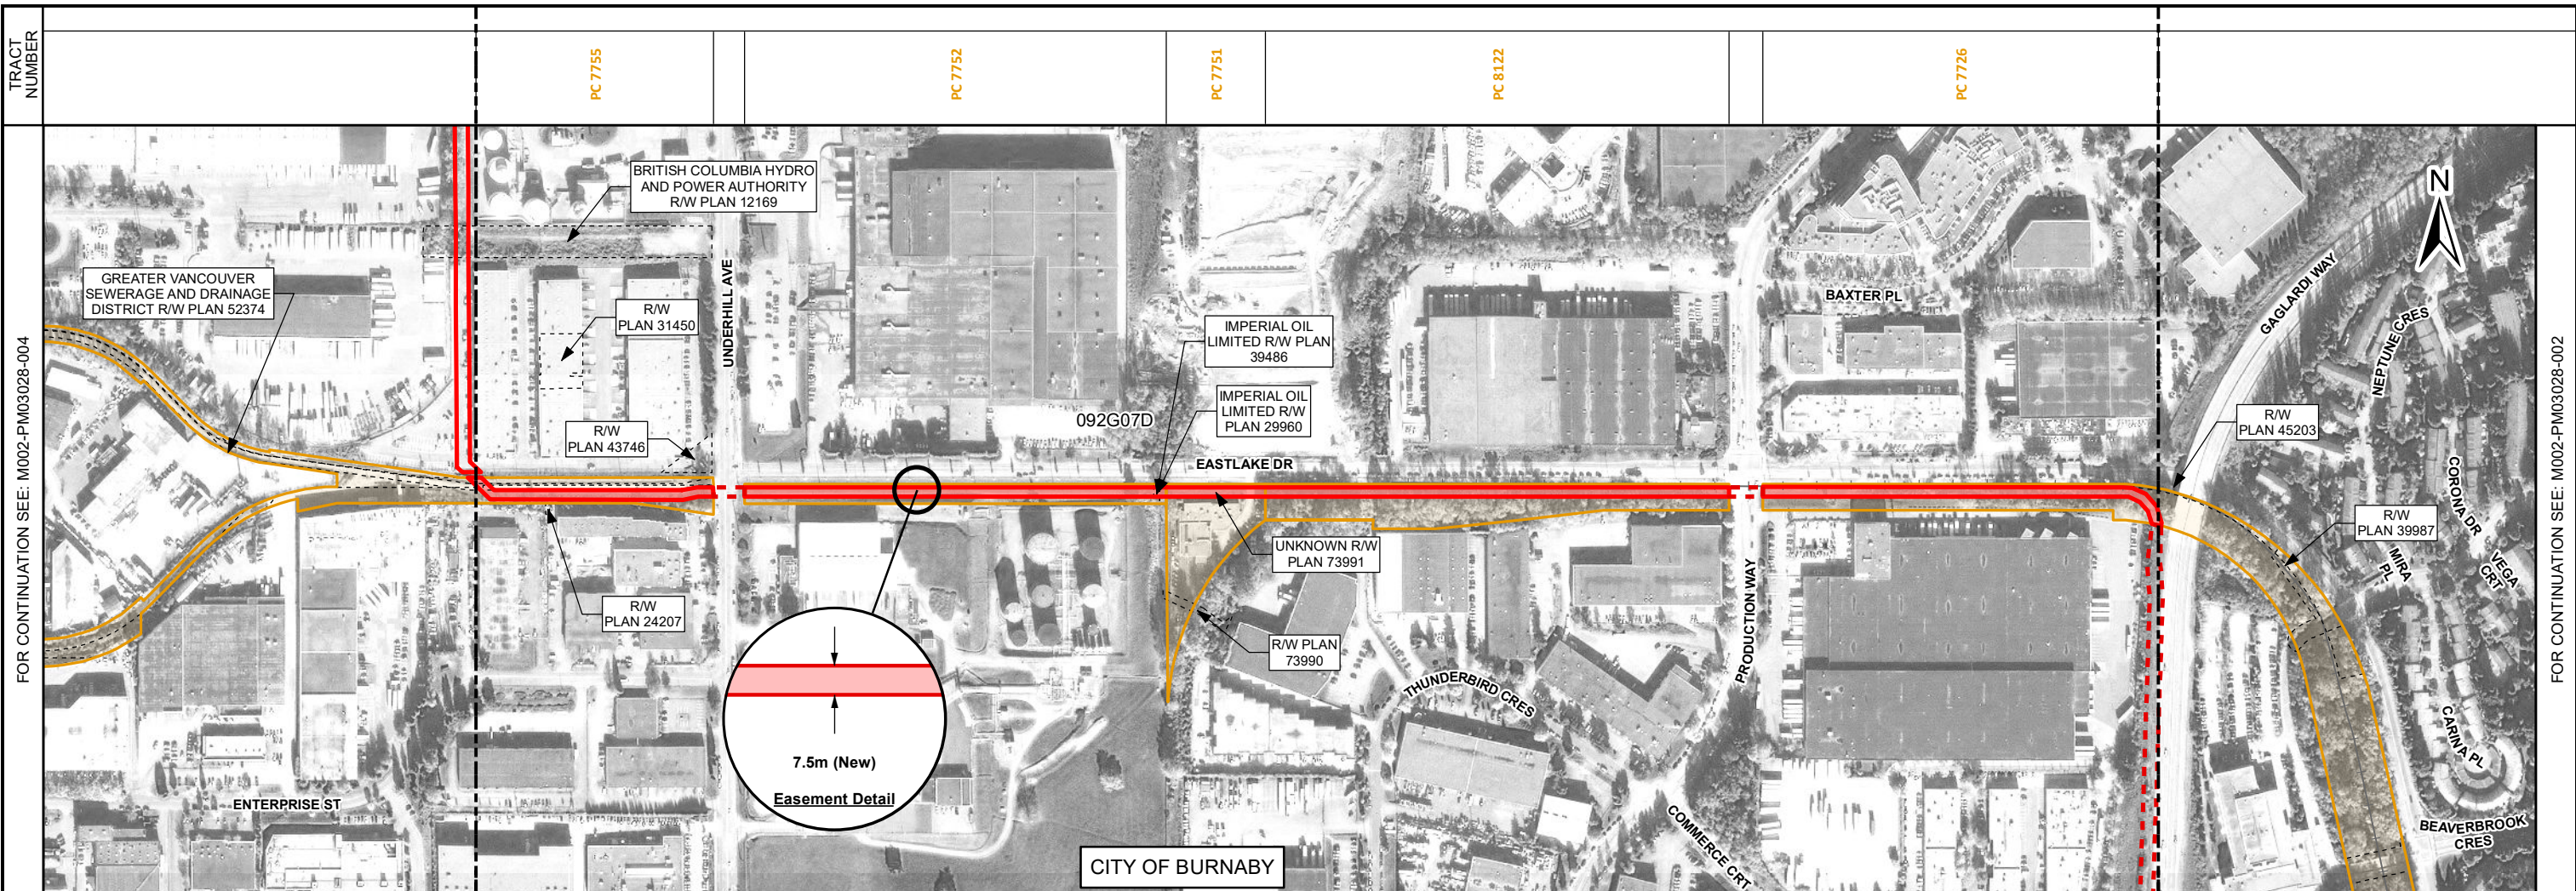 TRACT
NUMBER
PC 7755
PC 7752
PC 7751
PC 8122
PC 7726
FOR CONTINUATION SEE: M002-PM03028-004
BRITISH COLUMBIA HYDRO
AND POWER AUTHORITY
R/W PLAN 12169
GREATER VANCOUVER
SEWERAGE AND DRAINAGE
DISTRICT R/W PLAN 52374
R/W
PLAN 31450
UNDERHILL AVE
R/W
PLAN 43746
IMPERIAL OIL
LIMITED R/W PLAN
39486
IMPERIAL OIL
LIMITED R/W
PLAN 29960
092G07D
EASTLAKE DR
BAXTER PL
GAGLARDI WAY
NEPTUNE CRES
N
R/W
PLAN 45203
CORONA DR
R/W
PLAN 39987
MIRA
PL
VEGA
CRT
UNKNOWN R/W
PLAN 73991
R/W
PLAN 24207
R/W PLAN
73990
PRODUCTION WAY
THUNDERBIRD CRES
7.5m (New)
Easement Detail
ENTERPRISE ST
COMMERCE CRT
CARINA PL
BEAVERBROOK
CRES
CITY OF BURNABY
FOR CONTINUATION SEE: M002-PM03028-002